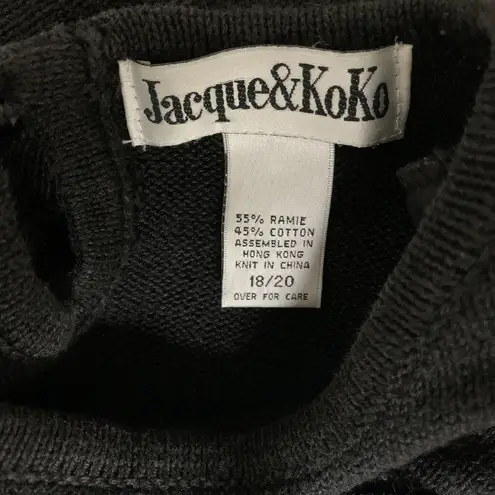 Jacque&KoKo
55% RAMIE
45% COTTON
ASSEMBLED IN
HONG KONG
KNIT IN CHINA
18/20
OVER FOR CARE